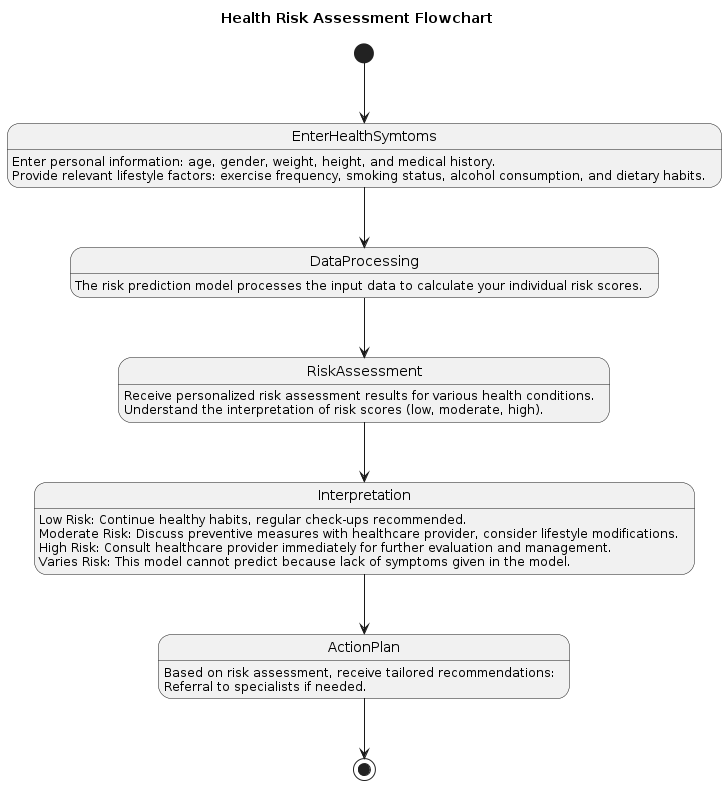 Health Risk Assessment Flowchart
EnterHealthSymtoms
Enter personal information: age, gender, weight, height, and medical history.
Provide relevant lifestyle factors: exercise frequency, smoking status, alcohol consumption, and dietary habits.
DataProcessing
The risk prediction model processes the input data to calculate your individual risk scores.
RiskAssessment
Receive personalized risk assessment results for various health conditions.
Understand the interpretation of risk scores (low, moderate, high).
Interpretation
Low Risk: Continue healthy habits, regular check-ups recommended.
Moderate Risk: Discuss preventive measures with healthcare provider, consider lifestyle modifications.
High Risk: Consult healthcare provider immediately for further evaluation and management.
Varies Risk: This model cannot predict because lack of symptoms given in the model.
ActionPlan
Based on risk assessment, receive tailored recommendations:
Referral to specialists if needed.